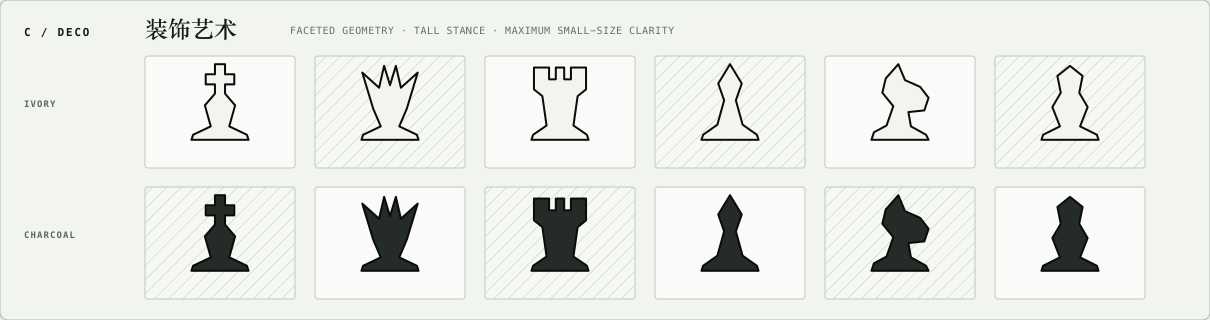 C / DECO
装饰艺术
FACETED GEOMETRY · TALL STANCE · MAXIMUM SMALL–SIZE CLARITY
IVORY
CHARCOAL